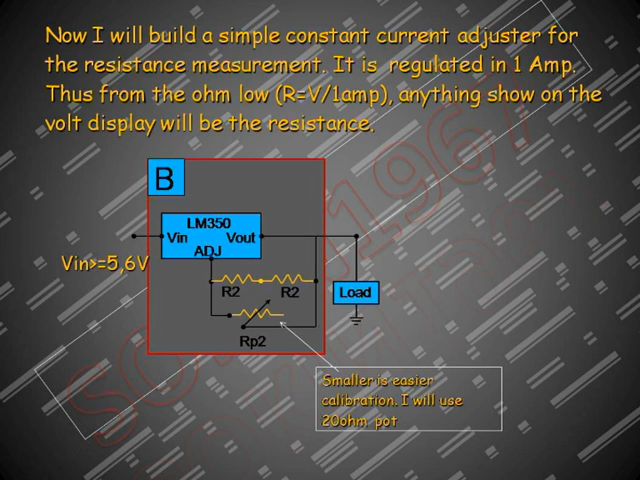 Now I will build a simple constant current adjuster for
the resistance measurement. It is regulated in 1 Amp.
Thus from the ohm low (R=V/1amp), anything show on the
volt display will be the resistance.
B
LM350
Vin Vout
ADJ
Vin>=5,6V
R2 R2
Load
Rp2
Smaller is easier
calibration. I will use
20ohm pot